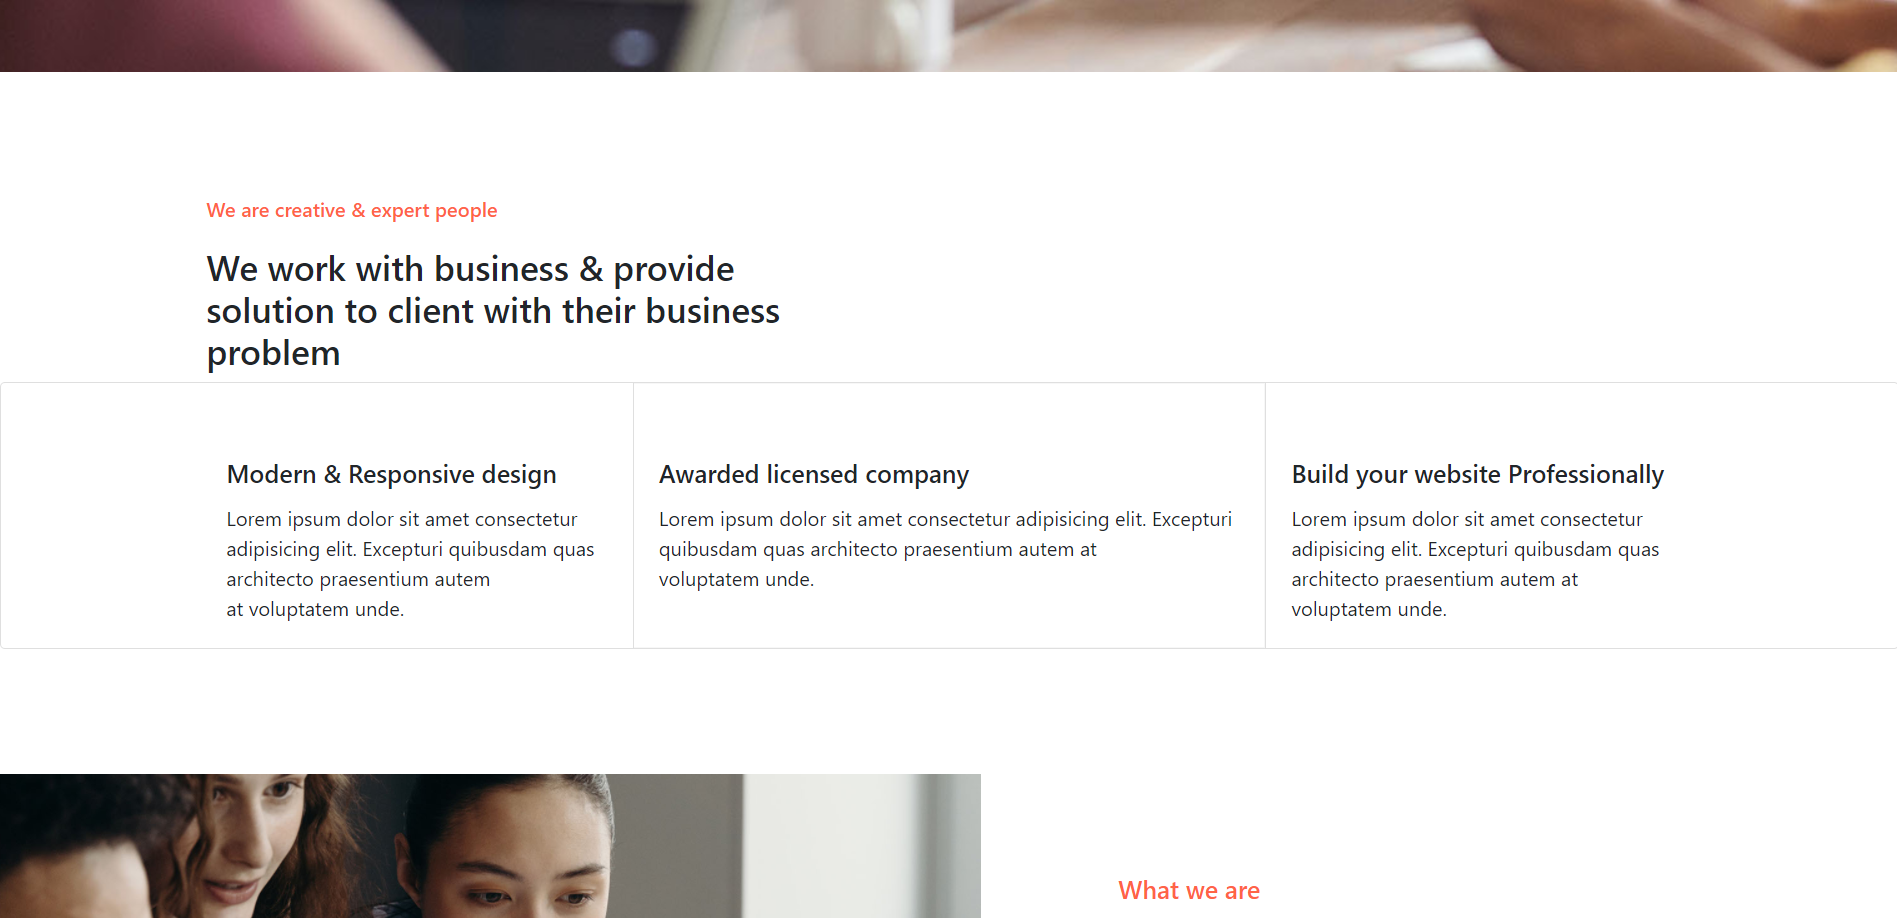 We are creative & expert people
We work with business & provide
solution to client with their business
problem
Modern & Responsive design
Lorem ipsum dolor sit amet consectetur
adipisicing elit. Excepturi quibusdam quas
architecto praesentium autem
at voluptatem unde.
Awarded licensed company
Lorem ipsum dolor sit amet consectetur adipisicing elit. Excepturi
quibusdam quas architecto praesentium autem at
voluptatem unde.
Build your website Professionally
Lorem ipsum dolor sit amet consectetur
adipisicing elit. Excepturi quibusdam quas
architecto praesentium autem at
voluptatem unde.
What we are